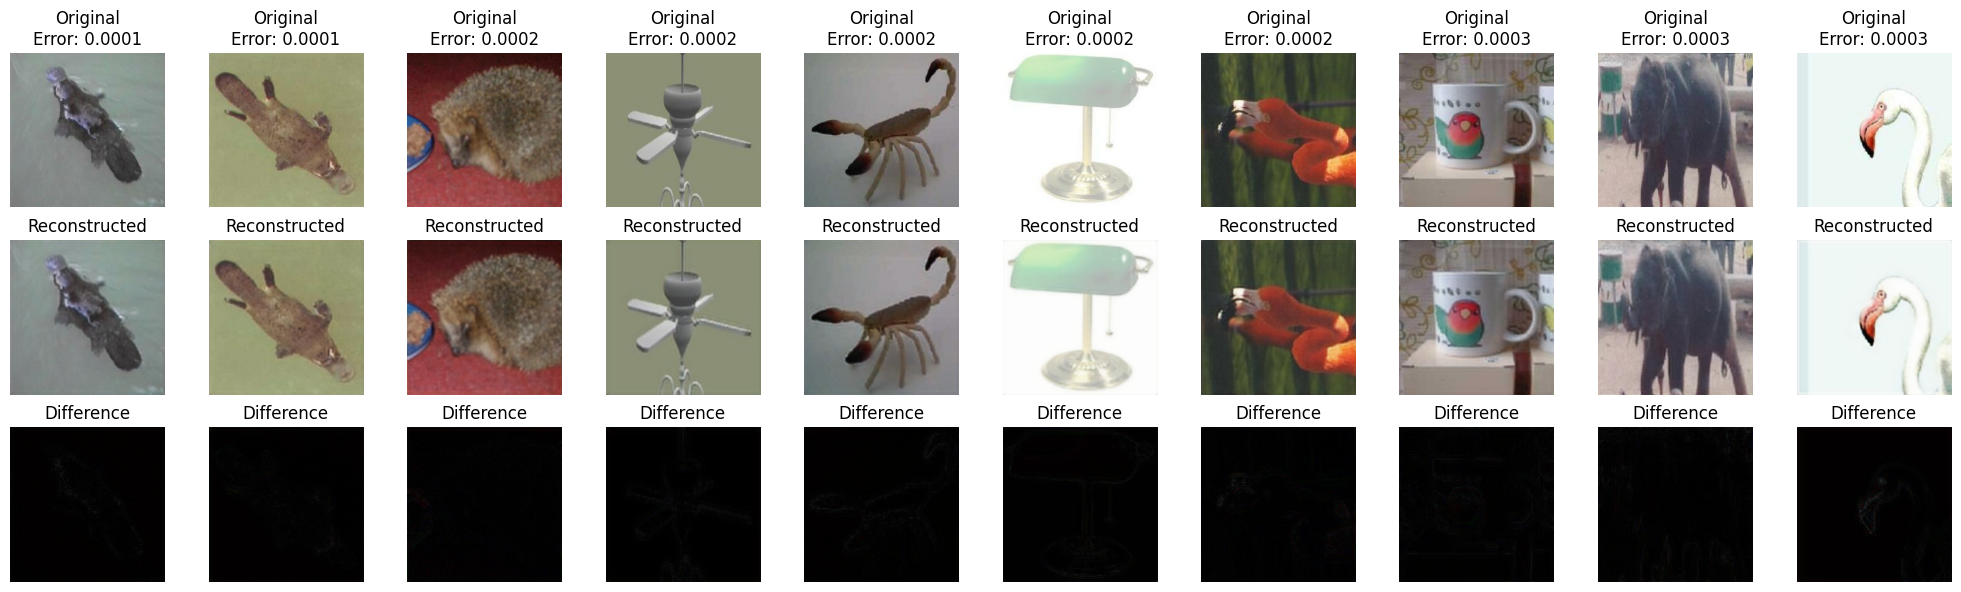 Original Original Original Original Original Original Original Original Original Original
Error: 0.0001 Error: 0.0001 Error: 0.0002 Error: 0.0002 Error: 0.0002 Error: 0.0002 Error: 0.0002 Error: 0.0003 Error: 0.0003 Error: 0.0003
Reconstructed Reconstructed Reconstructed Reconstructed Reconstructed Reconstructed Reconstructed Reconstructed Reconstructed Reconstructed
Difference Difference Difference Difference Difference Difference Difference Difference Difference Difference